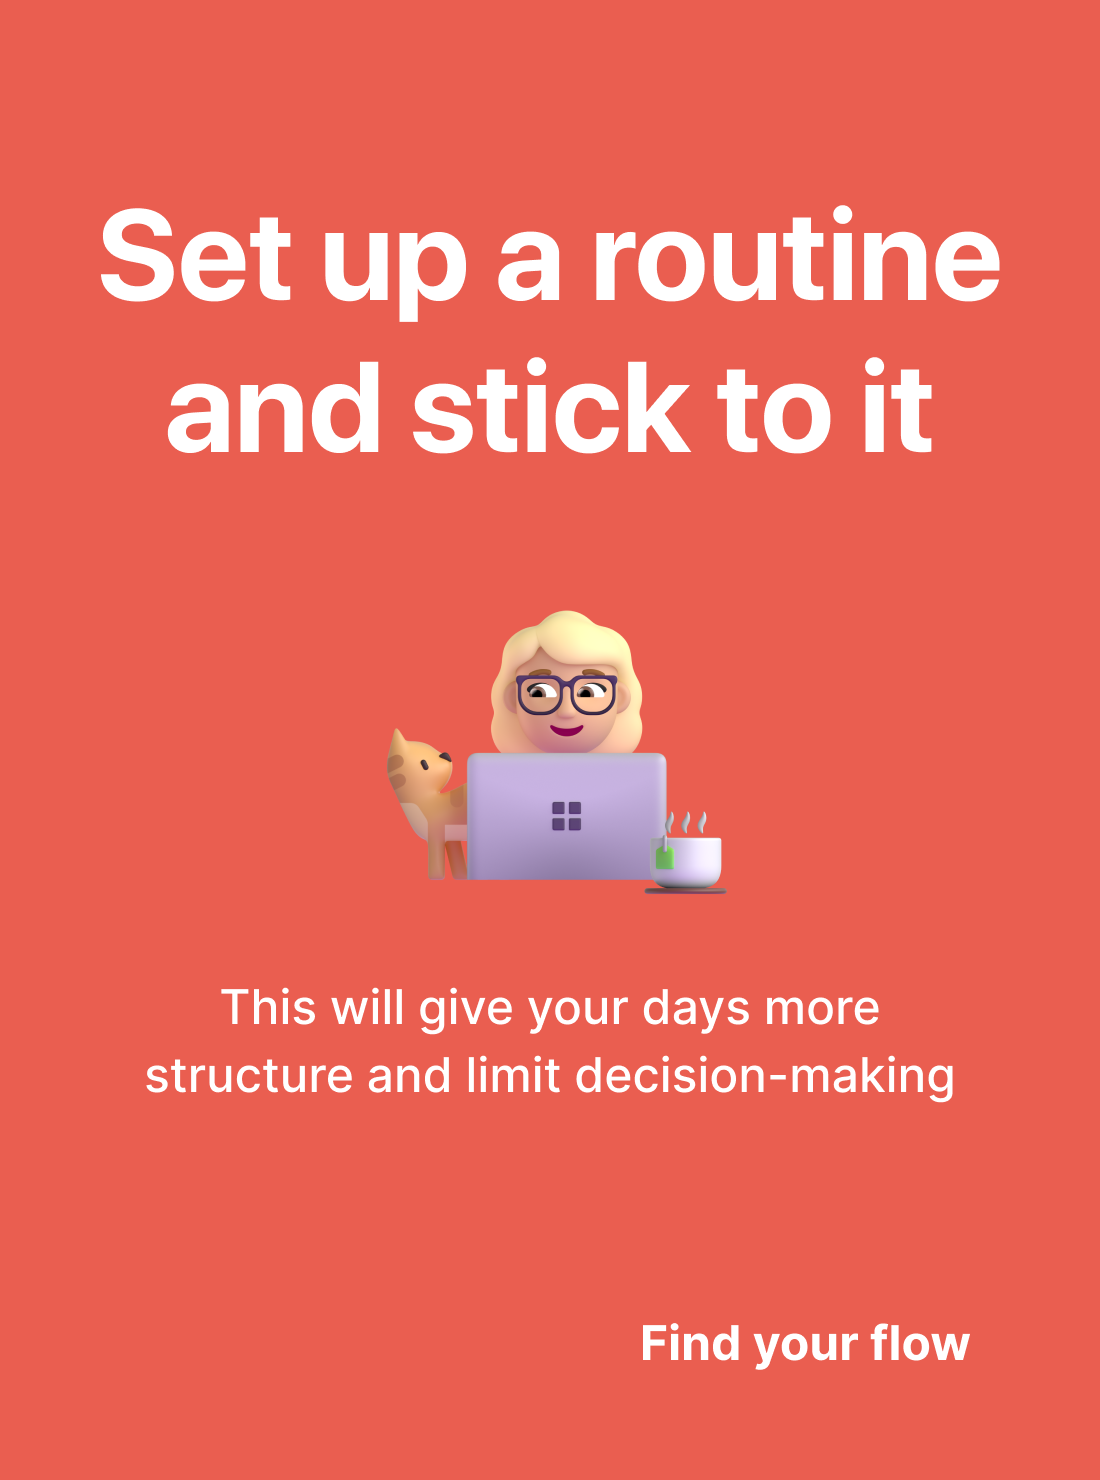 Set up a routine
and stick to it
This will give your days more
structure and limit decision-making
Find your flow